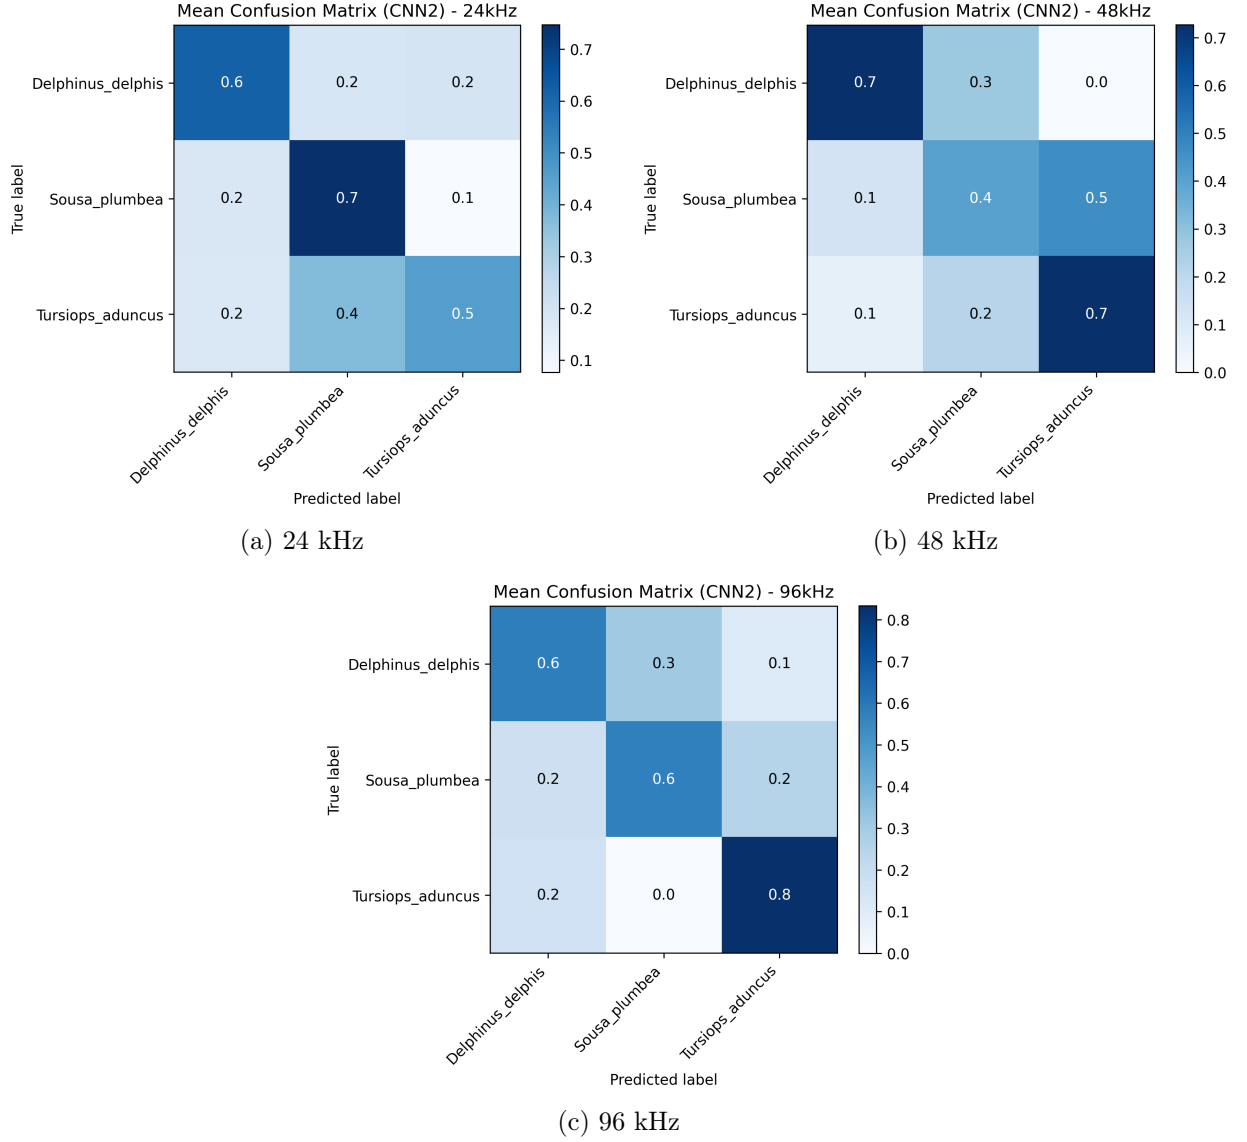 Mean Confusion Matrix (CNN2) - 24kHz
True label
Delphinus_delphis
0.6 0.2 0.2
Sousa_plumbea
0.2 0.7 0.1
Tursiops_aduncus
0.2 0.4 0.5
Delphinus_delphis
Sousa_plumbea
Tursiops_aduncus
Predicted label
0.7
0.6
0.5
0.4
0.3
0.2
0.1
(a) 24 kHz
Mean Confusion Matrix (CNN2) - 48kHz
True label
Delphinus_delphis
0.7 0.3 0.0
Sousa_plumbea
0.1 0.4 0.5
Tursiops_aduncus
0.1 0.2 0.7
Delphinus_delphis
Sousa_plumbea
Tursiops_aduncus
Predicted label
0.7
0.6
0.5
0.4
0.3
0.2
0.1
0.0
(b) 48 kHz
Mean Confusion Matrix (CNN2) - 96kHz
True label
Delphinus_delphis
0.6 0.3 0.1
Sousa_plumbea
0.2 0.6 0.2
Tursiops_aduncus
0.2 0.0 0.8
Delphinus_delphis
Sousa_plumbea
Tursiops_aduncus
Predicted label
0.8
0.7
0.6
0.5
0.4
0.3
0.2
0.1
0.0
(c) 96 kHz